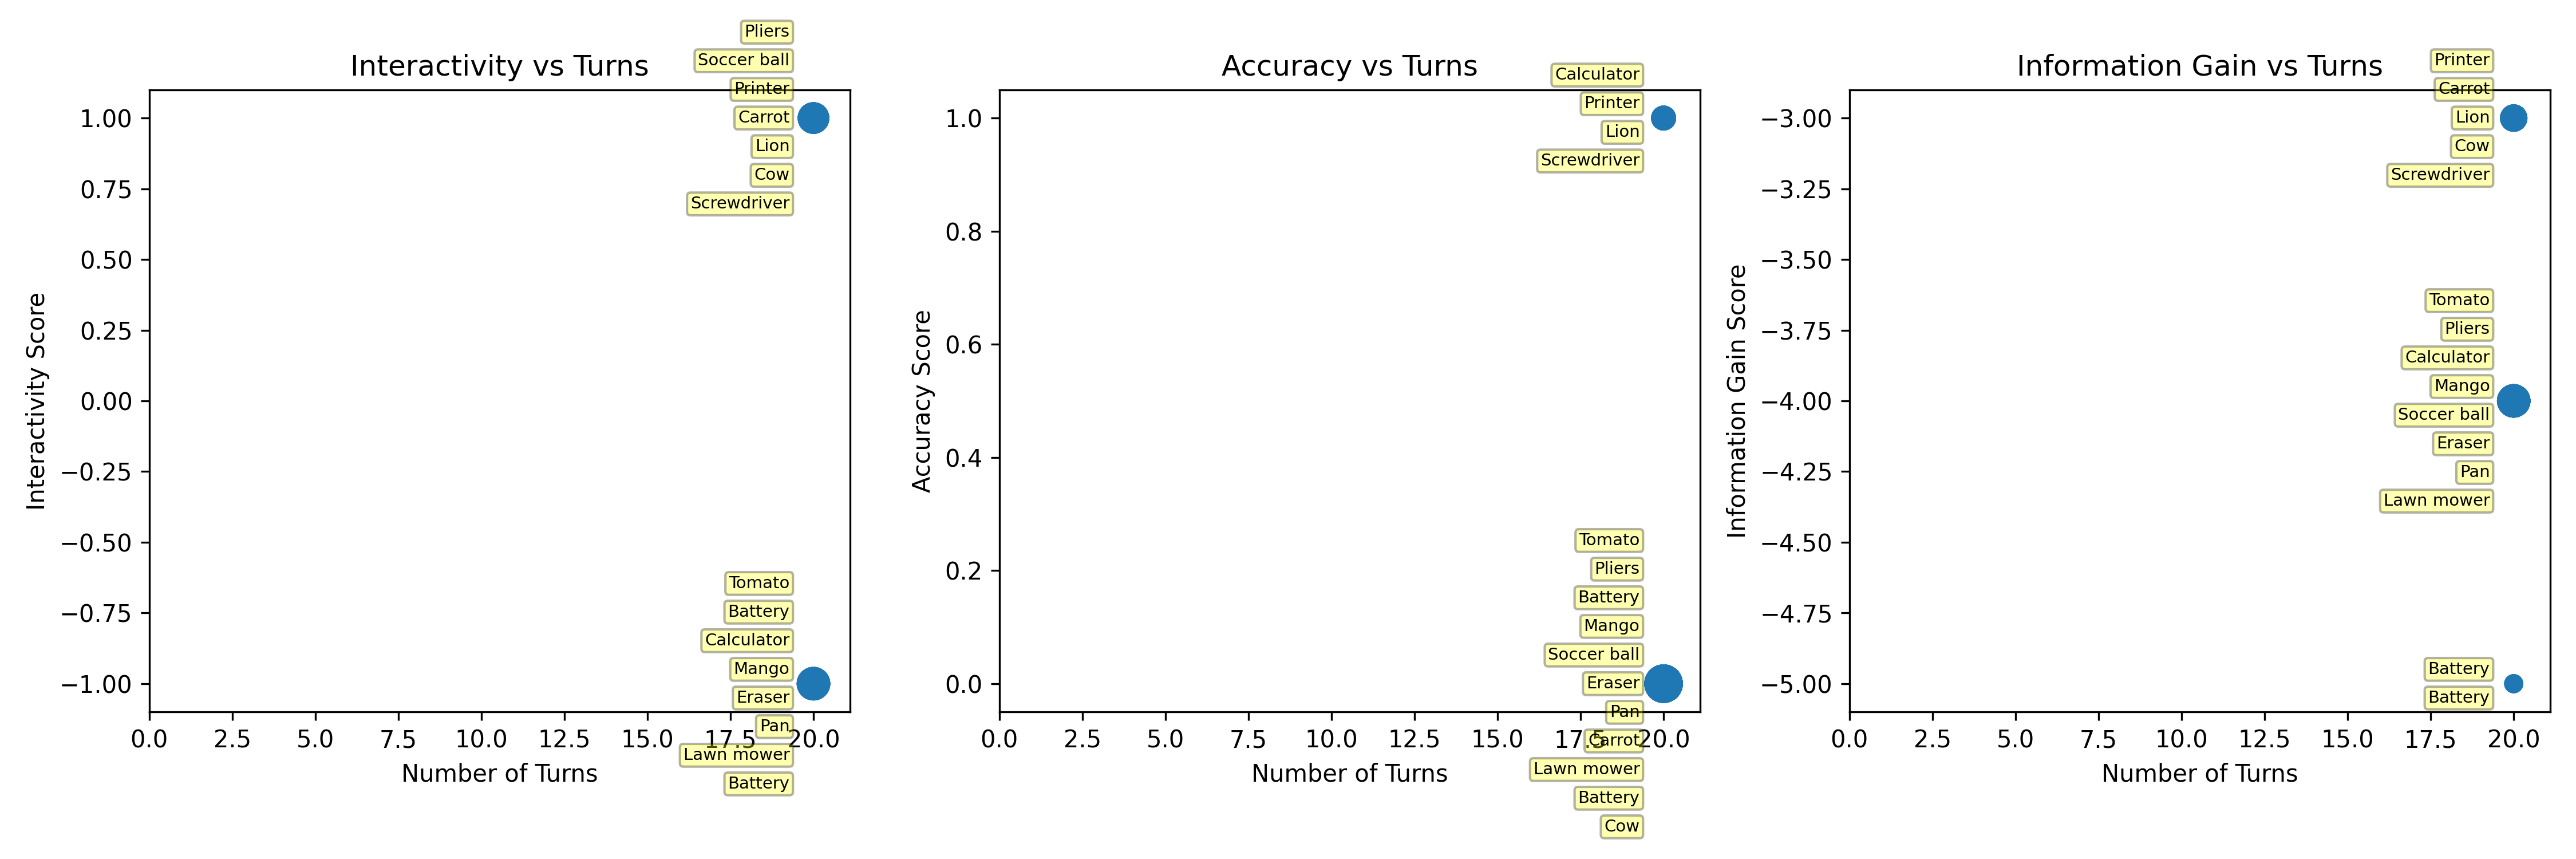 Interactivity vs Turns
Pliers
Soccer ball
Printer
Carrot
Lion
Cow
Screwdriver
Tomato
Battery
Calculator
Mango
Eraser
Pan
Lawn mower
Battery
1.00
0.75
0.50
0.25
0.00
−0.25
−0.50
−0.75
−1.00
Interactivity Score
0.0 2.5 5.0 7.5 10.0 12.5 15.0 17.5 20.0
Number of Turns
Accuracy vs Turns
Calculator
Printer
Lion
Screwdriver
Tomato
Pliers
Battery
Mango
Soccer ball
Eraser
Pan
Carrot
Lawn mower
Battery
Cow
1.0
0.8
0.6
0.4
0.2
0.0
Accuracy Score
0.0 2.5 5.0 7.5 10.0 12.5 15.0 17.5 20.0
Number of Turns
Information Gain vs Turns
Printer
Carrot
Lion
Cow
Screwdriver
Tomato
Pliers
Calculator
Mango
Soccer ball
Eraser
Pan
Lawn mower
Battery
Battery
−3.00
−3.25
−3.50
−3.75
−4.00
−4.25
−4.50
−4.75
−5.00
Information Gain Score
0.0 2.5 5.0 7.5 10.0 12.5 15.0 17.5 20.0
Number of Turns